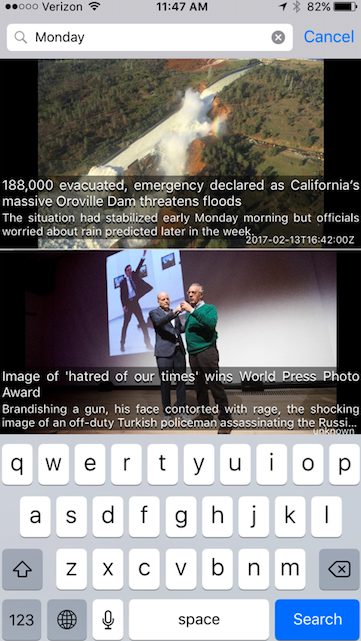 Verizon 11:47 AM 82%
Monday Cancel
188,000 evacuated, emergency declared as California's
massive Oroville Dam threatens floods
The situation had stabilized early Monday morning but officials
worried about rain predicted later in the week.
2017-02-13T16:42:00Z
Image of 'hatred of our times' wins World Press Photo
Award
Brandishing a gun, his face contorted with rage, the shocking
image of an off-duty Turkish policeman assassinating the Russi...
unknown
q w e r t y u i o p
a s d f g h j k l
z x c v b n m
123 space Search